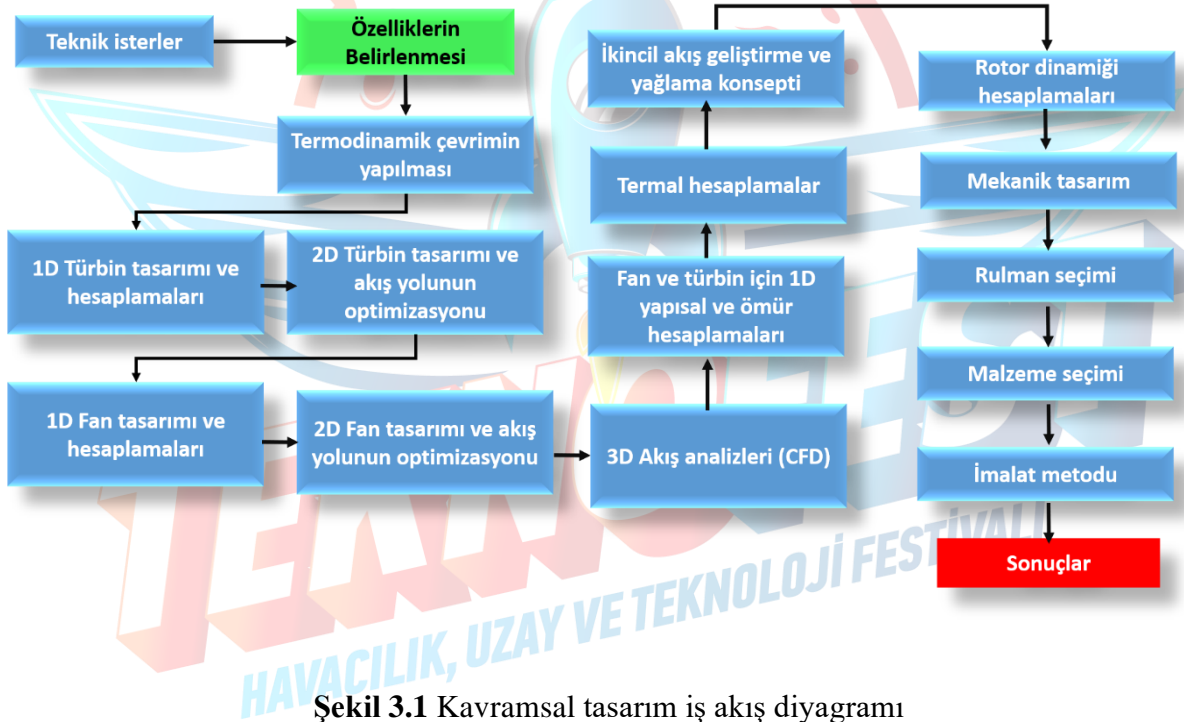 Teknik isterler
Özelliklerin
Belirlenmesi
Termodinamik çevrimin
yapılması
1D Türbin tasarımı ve
hesaplamaları
2D Türbin tasarımı ve
akış yolunun
optimizasyonu
1D Fan tasarımı ve
hesaplamaları
2D Fan tasarımı ve akış
yolunun optimizasyonu
3D Akış analizleri (CFD)
Fan ve türbin için 1D
yapısal ve ömür
hesaplamaları
Termal hesaplamalar
İkincil akış geliştirme ve
yağlama konsepti
Rotor dinamiği
hesaplamaları
Mekanik tasarım
Rulman seçimi
Malzeme seçimi
İmalat metodu
Sonuçlar
TEKNOFEST
HAVACILIK, UZAY VE TEKNOLOJİ FESTİVALİ
Şekil 3.1 Kavramsal tasarım iş akış diyagramı